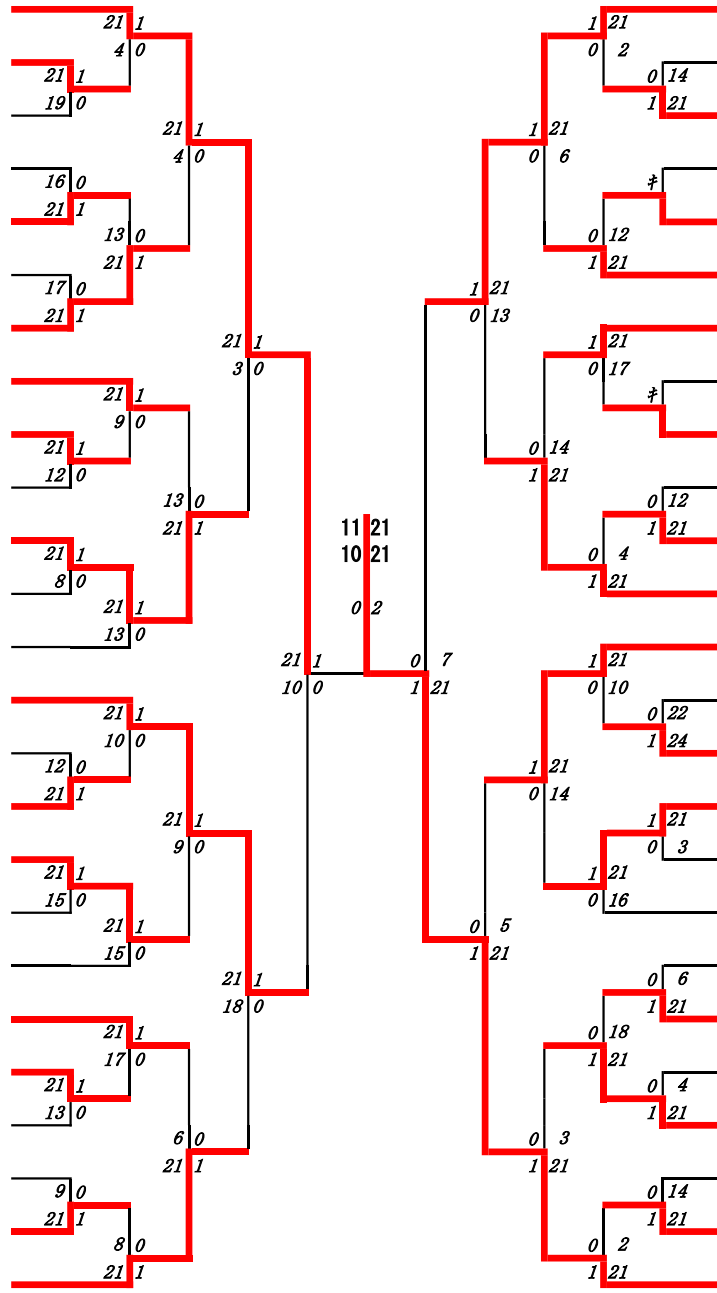 21 1 1 21
4 0 0 2
21 1 0 14
19 0 1 21
21 1 1 21
4 0 0 6
16 0 ｷ
21 1
13 0 0 12
21 1 1 21
17 0 1 21
21 1 0 13
21 1 1 21
3 0 0 17
21 1 ｷ
9 0
21 1 0 14
12 0 1 21
13 0 0 12
21 1 11 21 1 21
21 1 10 21 0 4
8 0 1 21
21 1 0 2
13 0
21 1 0 7 1 21
10 0 1 21 0 10
21 1 0 22
10 0 1 24
12 0 1 21
21 1 0 14
21 1 1 21
9 0 0 3
21 1 1 21
15 0 0 16
21 1 0 5
15 0 1 21
21 1 0 6
18 0 1 21
21 1 0 18
17 0 1 21
21 1 0 4
13 0 1 21
6 0 0 3
21 1 1 21
9 0 0 14
21 1 1 21
8 0 0 2
21 1 1 21